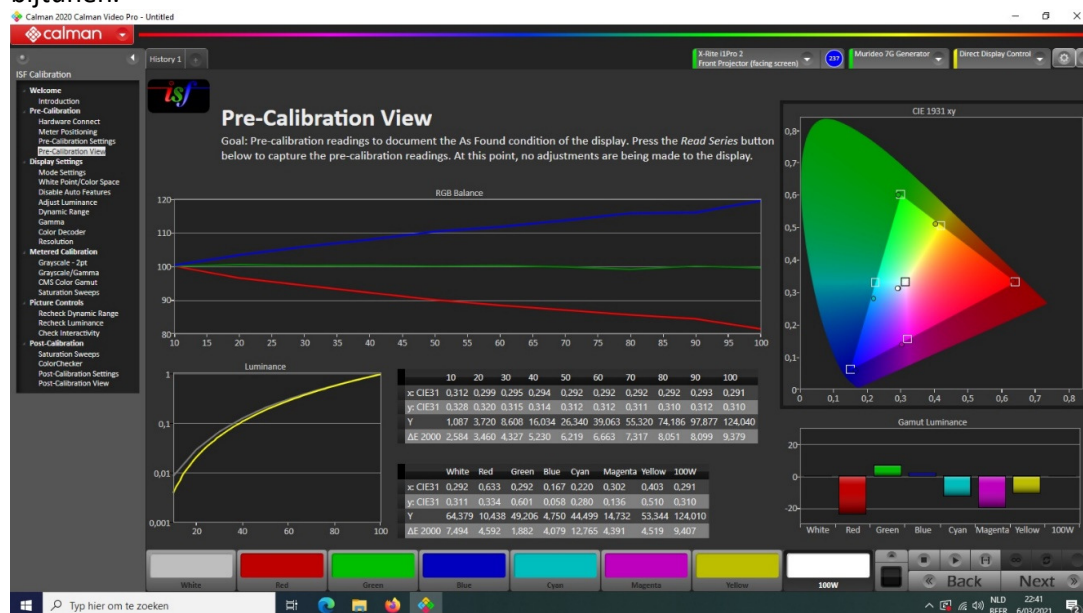 bijtunen.
Calman 2020 Calman Video Pro - Untitled
calman
History 1
X-Rite i1Pro 2
Front Projector (facing screen)
237
Murideo 7G Generator
Direct Display Control
ISF Calibration
Welcome
Introduction
Pre-Calibration
Hardware Connect
Meter Positioning
Pre-Calibration Settings
Pre-Calibration View
Display Settings
Mode Settings
White Point/Color Space
Disable Auto Features
Adjust Luminance
Dynamic Range
Gamma
Color Decoder
Resolution
Metered Calibration
Grayscale - 2pt
Grayscale/Gamma
CMS Color Gamut
Saturation Sweeps
Picture Controls
Recheck Dynamic Range
Recheck Luminance
Check Interactivity
Post-Calibration
Saturation Sweeps
ColorChecker
Post-Calibration Settings
Post-Calibration View
isf
Pre-Calibration View
Goal: Pre-calibration readings to document the As Found condition of the display. Press the Read Series button
below to capture the pre-calibration readings. At this point, no adjustments are being made to the display.
RGB Balance
120
110
100
90
80
10 15 20 25 30 35 40 45 50 55 60 65 70 75 80 85 90 95 100
CIE 1931 xy
0,8
0,7
0,6
0,5
0,4
0,3
0,2
0,1
0
0 0,1 0,2 0,3 0,4 0,5 0,6 0,7 0,8
Luminance
1
0,1
0,01
0,001
20 40 60 80 100
10 20 30 40 50 60 70 80 90 100
x: CIE31 0,312 0,299 0,295 0,294 0,292 0,292 0,292 0,292 0,293 0,291
y: CIE31 0,328 0,320 0,315 0,314 0,312 0,312 0,311 0,310 0,312 0,310
Y 1,087 3,720 8,608 16,034 26,340 39,063 55,320 74,186 97,877 124,040
ΔE 2000 2,584 3,460 4,327 5,230 6,219 6,663 7,317 8,051 8,099 9,379
White Red Green Blue Cyan Magenta Yellow 100W
x: CIE31 0,292 0,633 0,292 0,167 0,220 0,302 0,403 0,291
y: CIE31 0,311 0,334 0,601 0,058 0,280 0,136 0,510 0,310
Y 64,379 10,438 49,206 4,750 44,499 14,732 53,344 124,010
ΔE 2000 7,494 4,592 1,882 4,079 12,765 4,391 4,519 9,407
Gamut Luminance
20
0
-20
White Red Green Blue Cyan Magenta Yellow 100W
White Red Green Blue Cyan Magenta Yellow 100W
Back Next
Typ hier om te zoeken
NLD
BEEP
22:41
6/03/2021